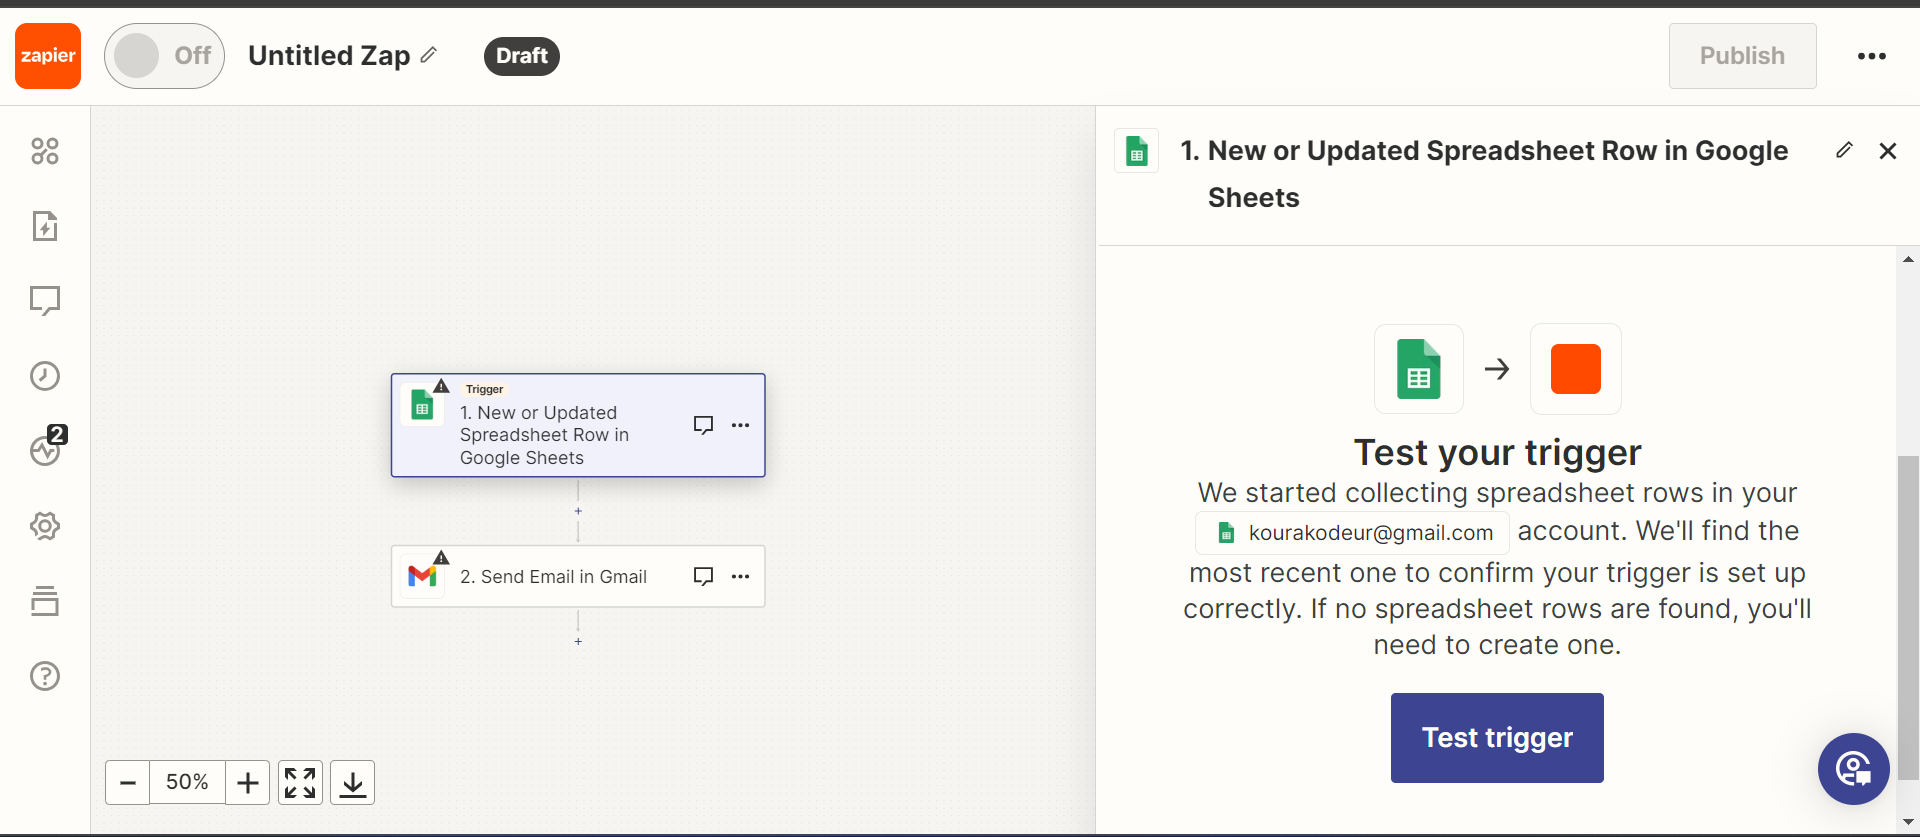 zapier
Off
Untitled Zap
Draft
Publish
1. New or Updated Spreadsheet Row in Google
Sheets
2
Trigger
1. New or Updated
Spreadsheet Row in
Google Sheets
2. Send Email in Gmail
50%
Test your trigger
We started collecting spreadsheet rows in your
kourakodeur@gmail.com account. We'll find the
most recent one to confirm your trigger is set up
correctly. If no spreadsheet rows are found, you'll
need to create one.
Test trigger